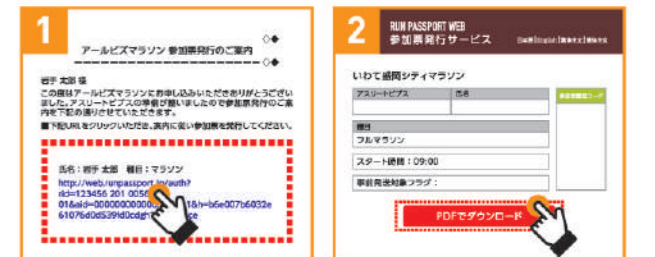 1
アールビズマラソン 参加票発行のご案内
岩手 太郎 様
この度はアールビズマラソンにお申し込みいただきありがとうござい
ました。アスリートビブスの準備が整いましたので参加票発行のご案
内を下記の通りさせていただきます。
■下記URLをクリックいただき、案内に従い参加票を発行してください。
氏名:岩手 太郎 種目:マラソン
2
RUN PASSPORT WEB
参加票発行サービス
いわて盛岡シティマラソン
アスリートビブス 氏名
種目
フルマラソン
スタート時間:09:00
事前発送対象フラグ:
PDFでダウンロード